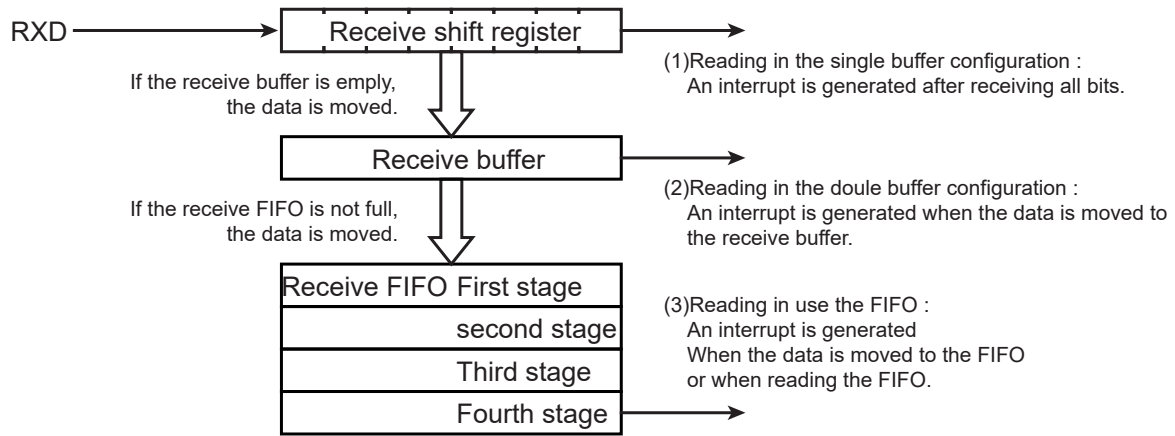 RXD
Receive shift register
(1)Reading in the single buffer configuration :
An interrupt is generated after receiving all bits.
If the receive buffer is emply,
the data is moved.
Receive buffer
(2)Reading in the doule buffer configuration :
An interrupt is generated when the data is moved to
the receive buffer.
If the receive FIFO is not full,
the data is moved.
Receive FIFO First stage
second stage
Third stage
Fourth stage
(3)Reading in use the FIFO :
An interrupt is generated
When the data is moved to the FIFO
or when reading the FIFO.